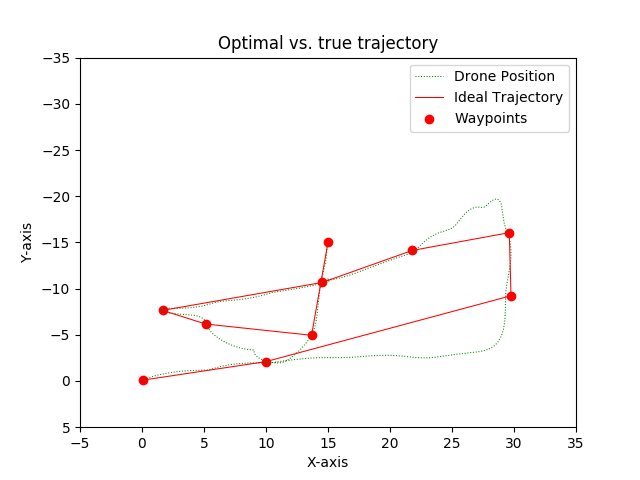 Optimal vs. true trajectory
Drone Position
Ideal Trajectory
Waypoints
Y-axis
−35
−30
−25
−20
−15
−10
−5
0
5
−5 0 5 10 15 20 25 30 35
X-axis